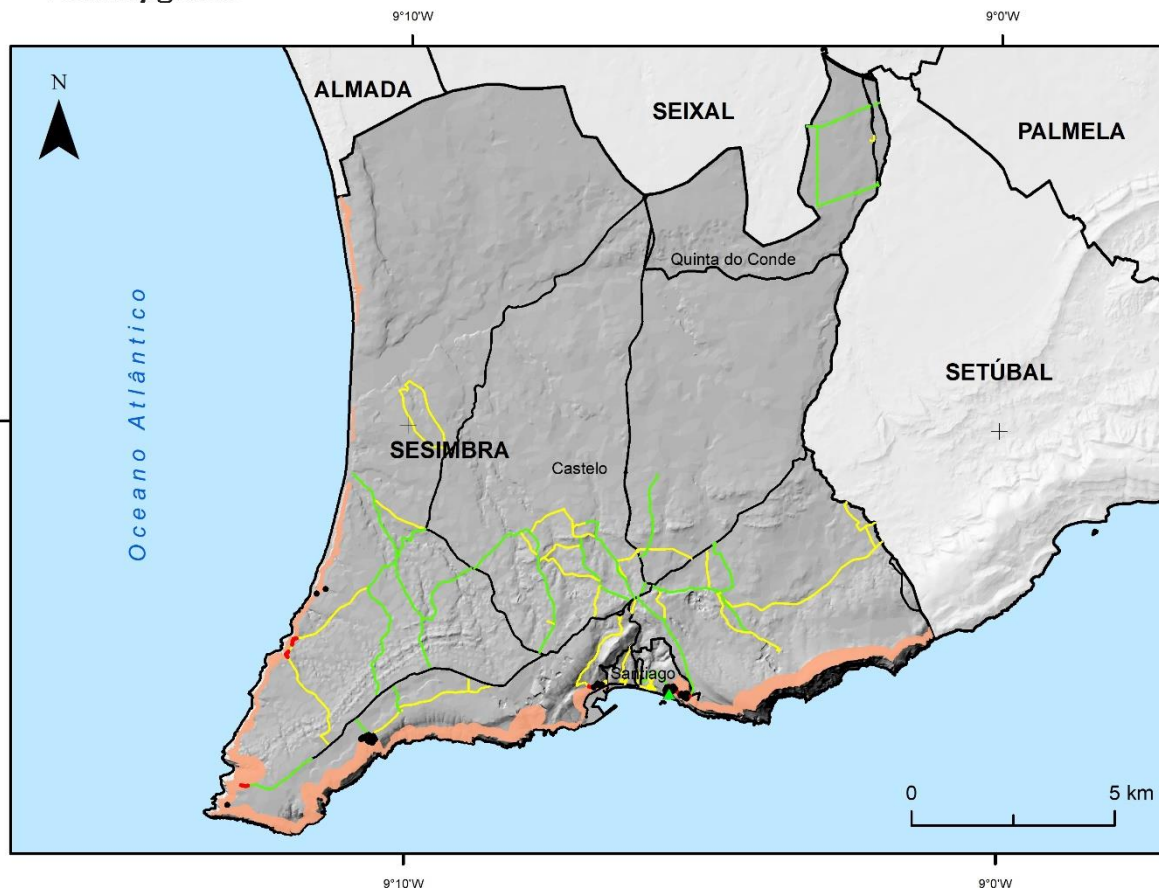 9°10'W
9°0'W
N
ALMADA
SEIXAL
PALMELA
Quinta do Conde
Oceano Atlântico
SETÚBAL
SESIMBRA
Castelo
Santiago
0
5 km
9°10'W
9°0'W